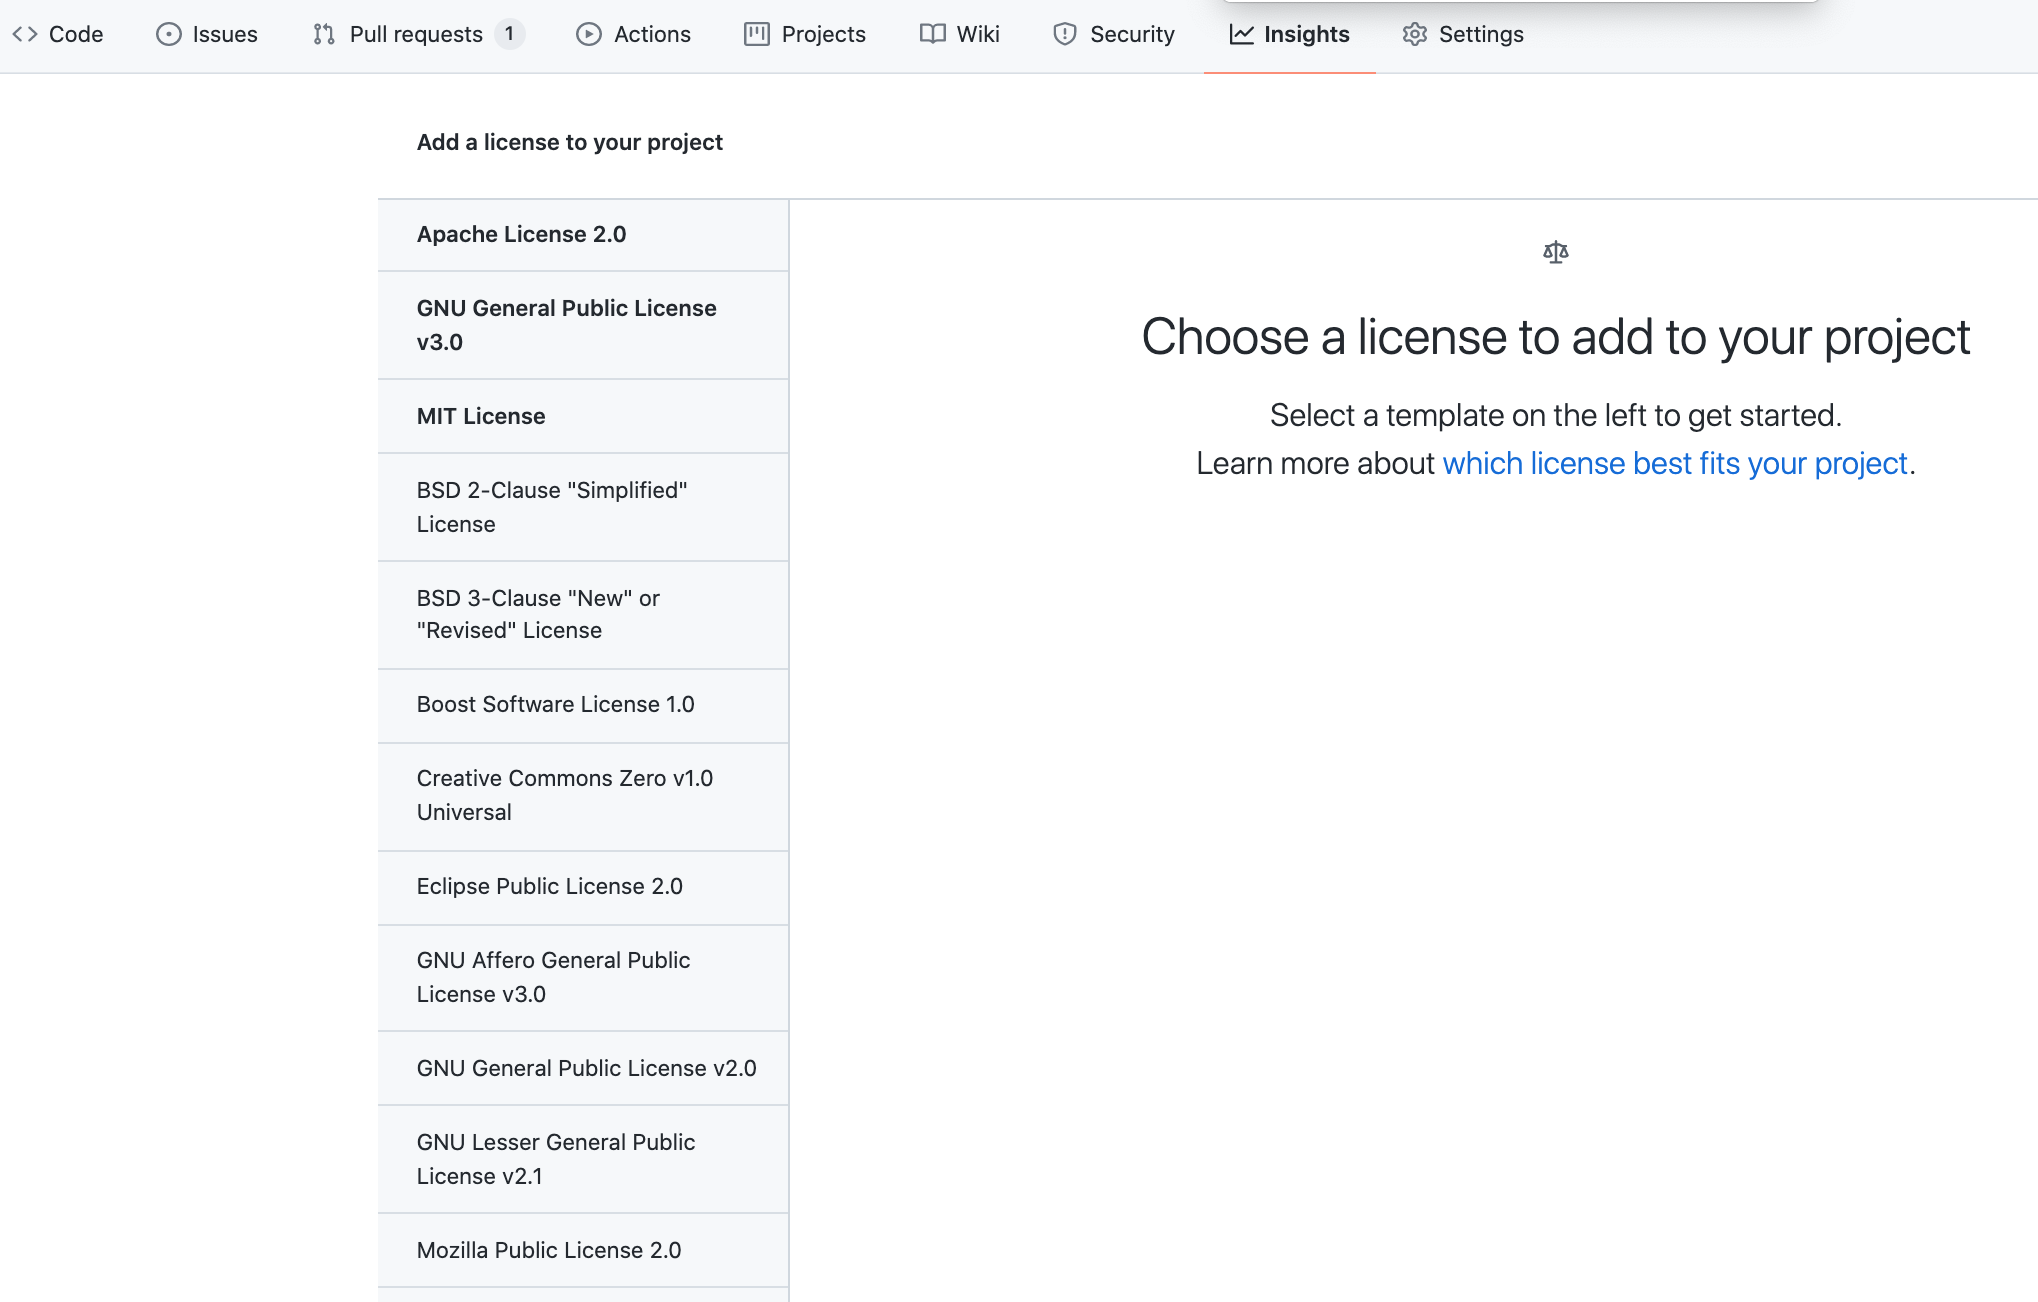 Code Issues Pull requests 1 Actions Projects Wiki Security Insights Settings
Add a license to your project
Apache License 2.0
GNU General Public License
v3.0
MIT License
BSD 2-Clause "Simplified"
License
BSD 3-Clause "New" or
"Revised" License
Boost Software License 1.0
Creative Commons Zero v1.0
Universal
Eclipse Public License 2.0
GNU Affero General Public
License v3.0
GNU General Public License v2.0
GNU Lesser General Public
License v2.1
Mozilla Public License 2.0
Choose a license to add to your project
Select a template on the left to get started.
Learn more about which license best fits your project.